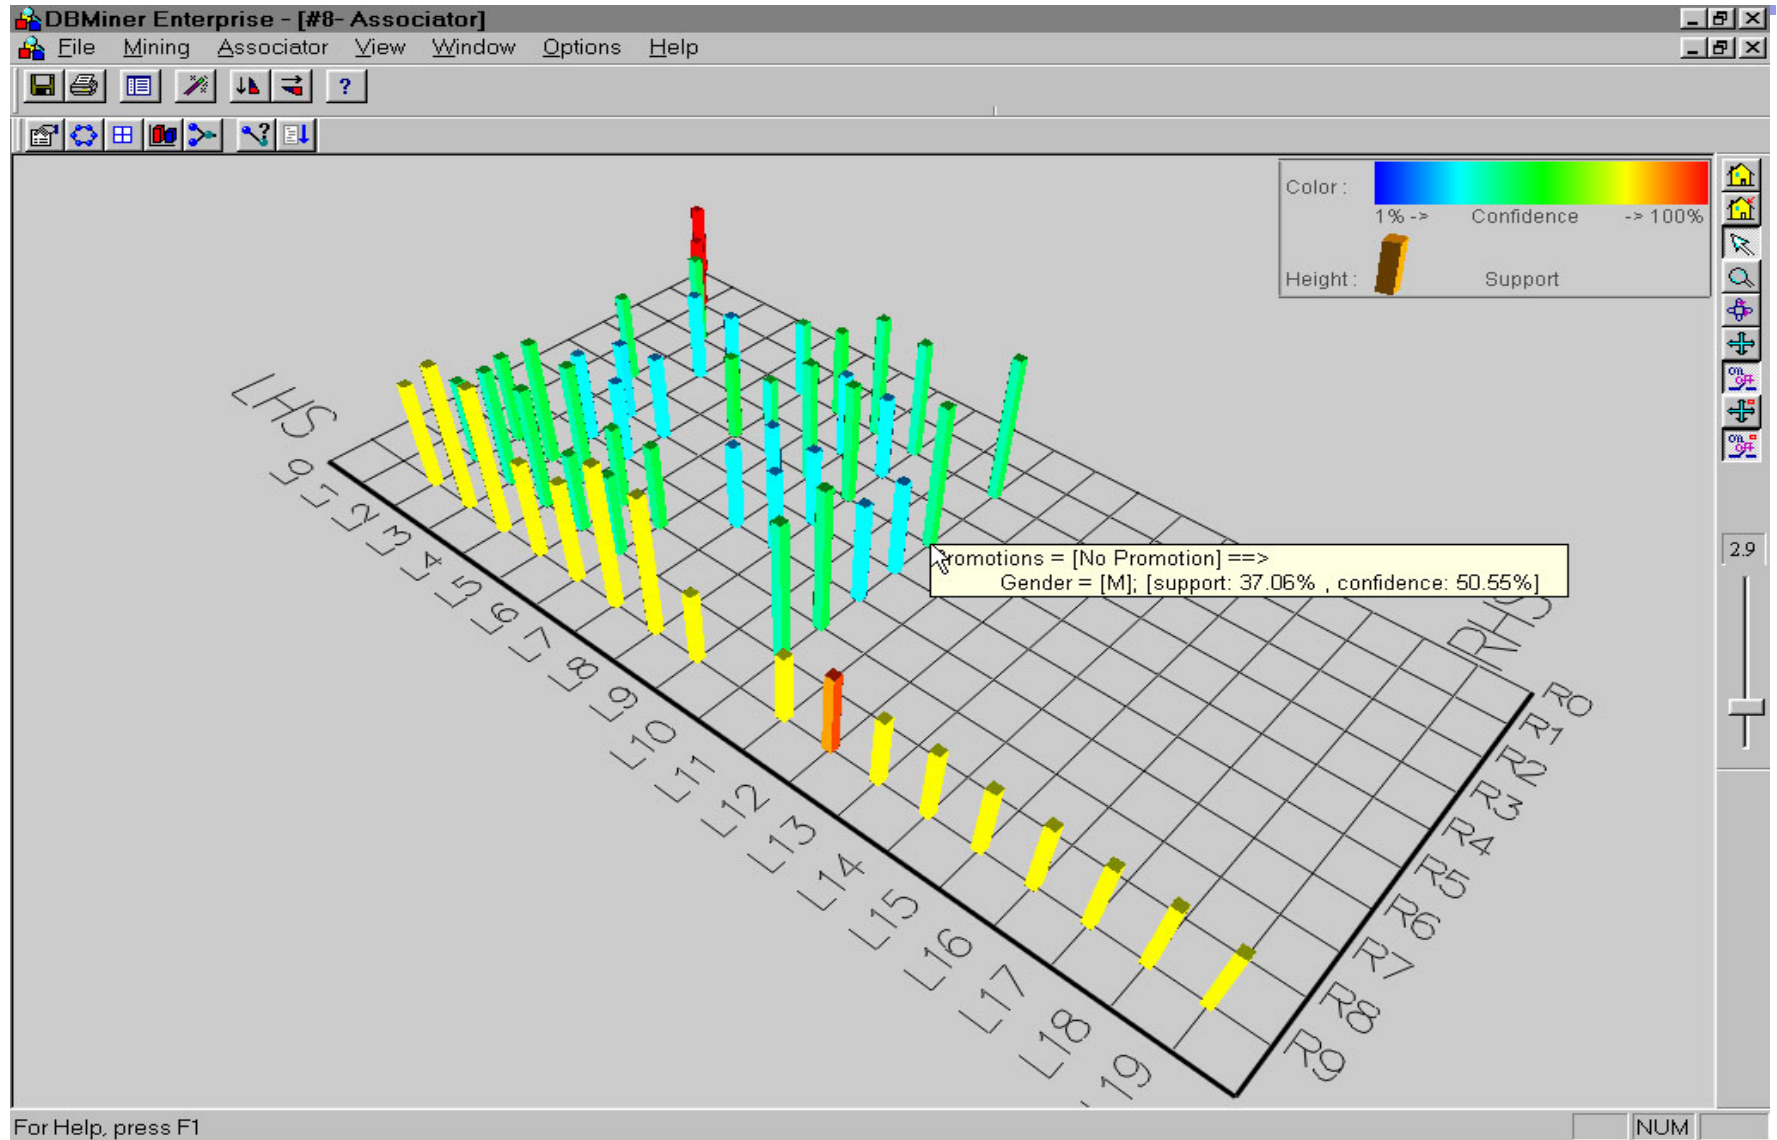 DBMiner Enterprise - [#8- Associator]
File Mining Associator View Window Options Help
Color :
1% -> Confidence -> 100%
Height : Support
LHS
L0
L1
L2
L3
L4
L5
L6
L7
L8
L9
L10
L11
L12
L13
L14
L15
L16
L17
L18
19
2.9
romotions = [No Promotion] ==>
Gender = [M]; [support: 37.06% , confidence: 50.55%]
RHS
R0
R1
R2
R3
R4
R5
R6
R7
R8
R9
For Help, press F1
NUM